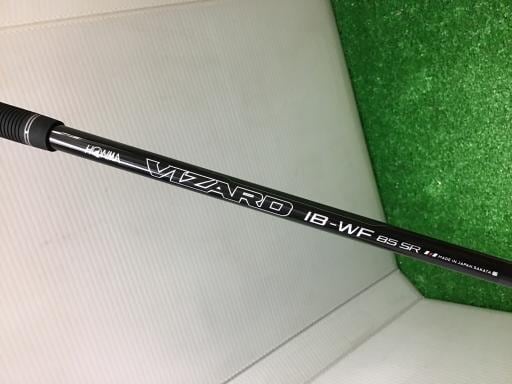 HONMA VIZARD IB-WF 85 SR MADE IN JAPAN SAKATA